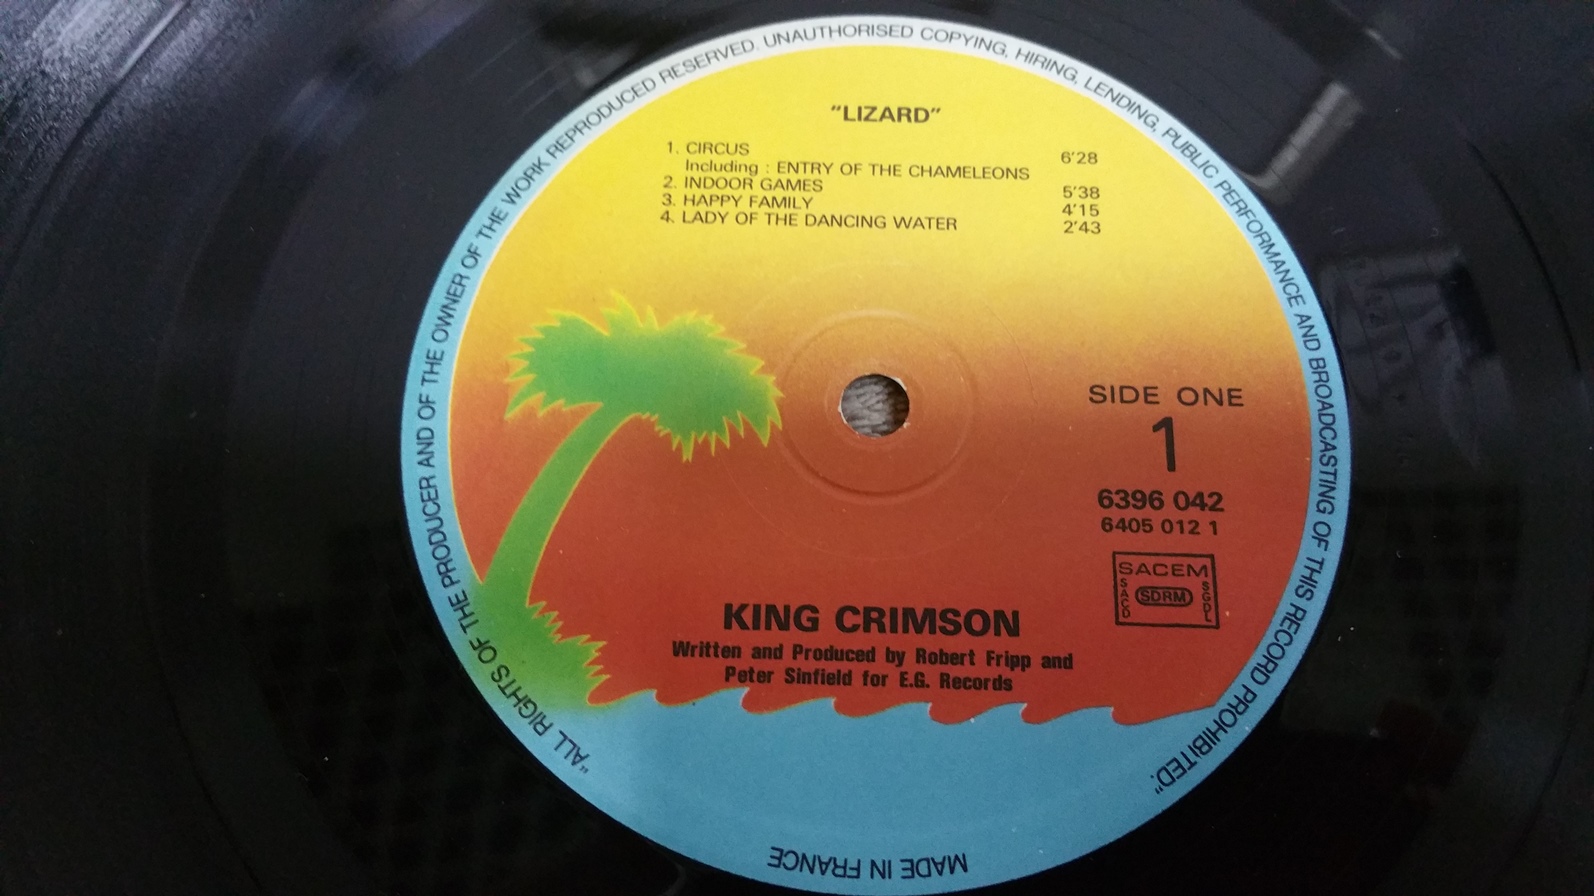 "LIZARD"
1. CIRCUS 6'28
Including : ENTRY OF THE CHAMELEONS
2. INDOOR GAMES 5'38
3. HAPPY FAMILY 4'15
4. LADY OF THE DANCING WATER 2'43
SIDE ONE
1
6396 042
6405 012 1
SACEM
SACD
SDRM
SGDL
KING CRIMSON
Written and Produced by Robert Fripp and
Peter Sinfield for E.G. Records
"ALL RIGHTS OF THE PRODUCER AND OF THE OWNER OF THE WORK REPRODUCED RESERVED. UNAUTHORISED COPYING, HIRING, LENDING, PUBLIC PERFORMANCE AND BROADCASTING OF THIS RECORD PROHIBITED."
MADE IN FRANCE